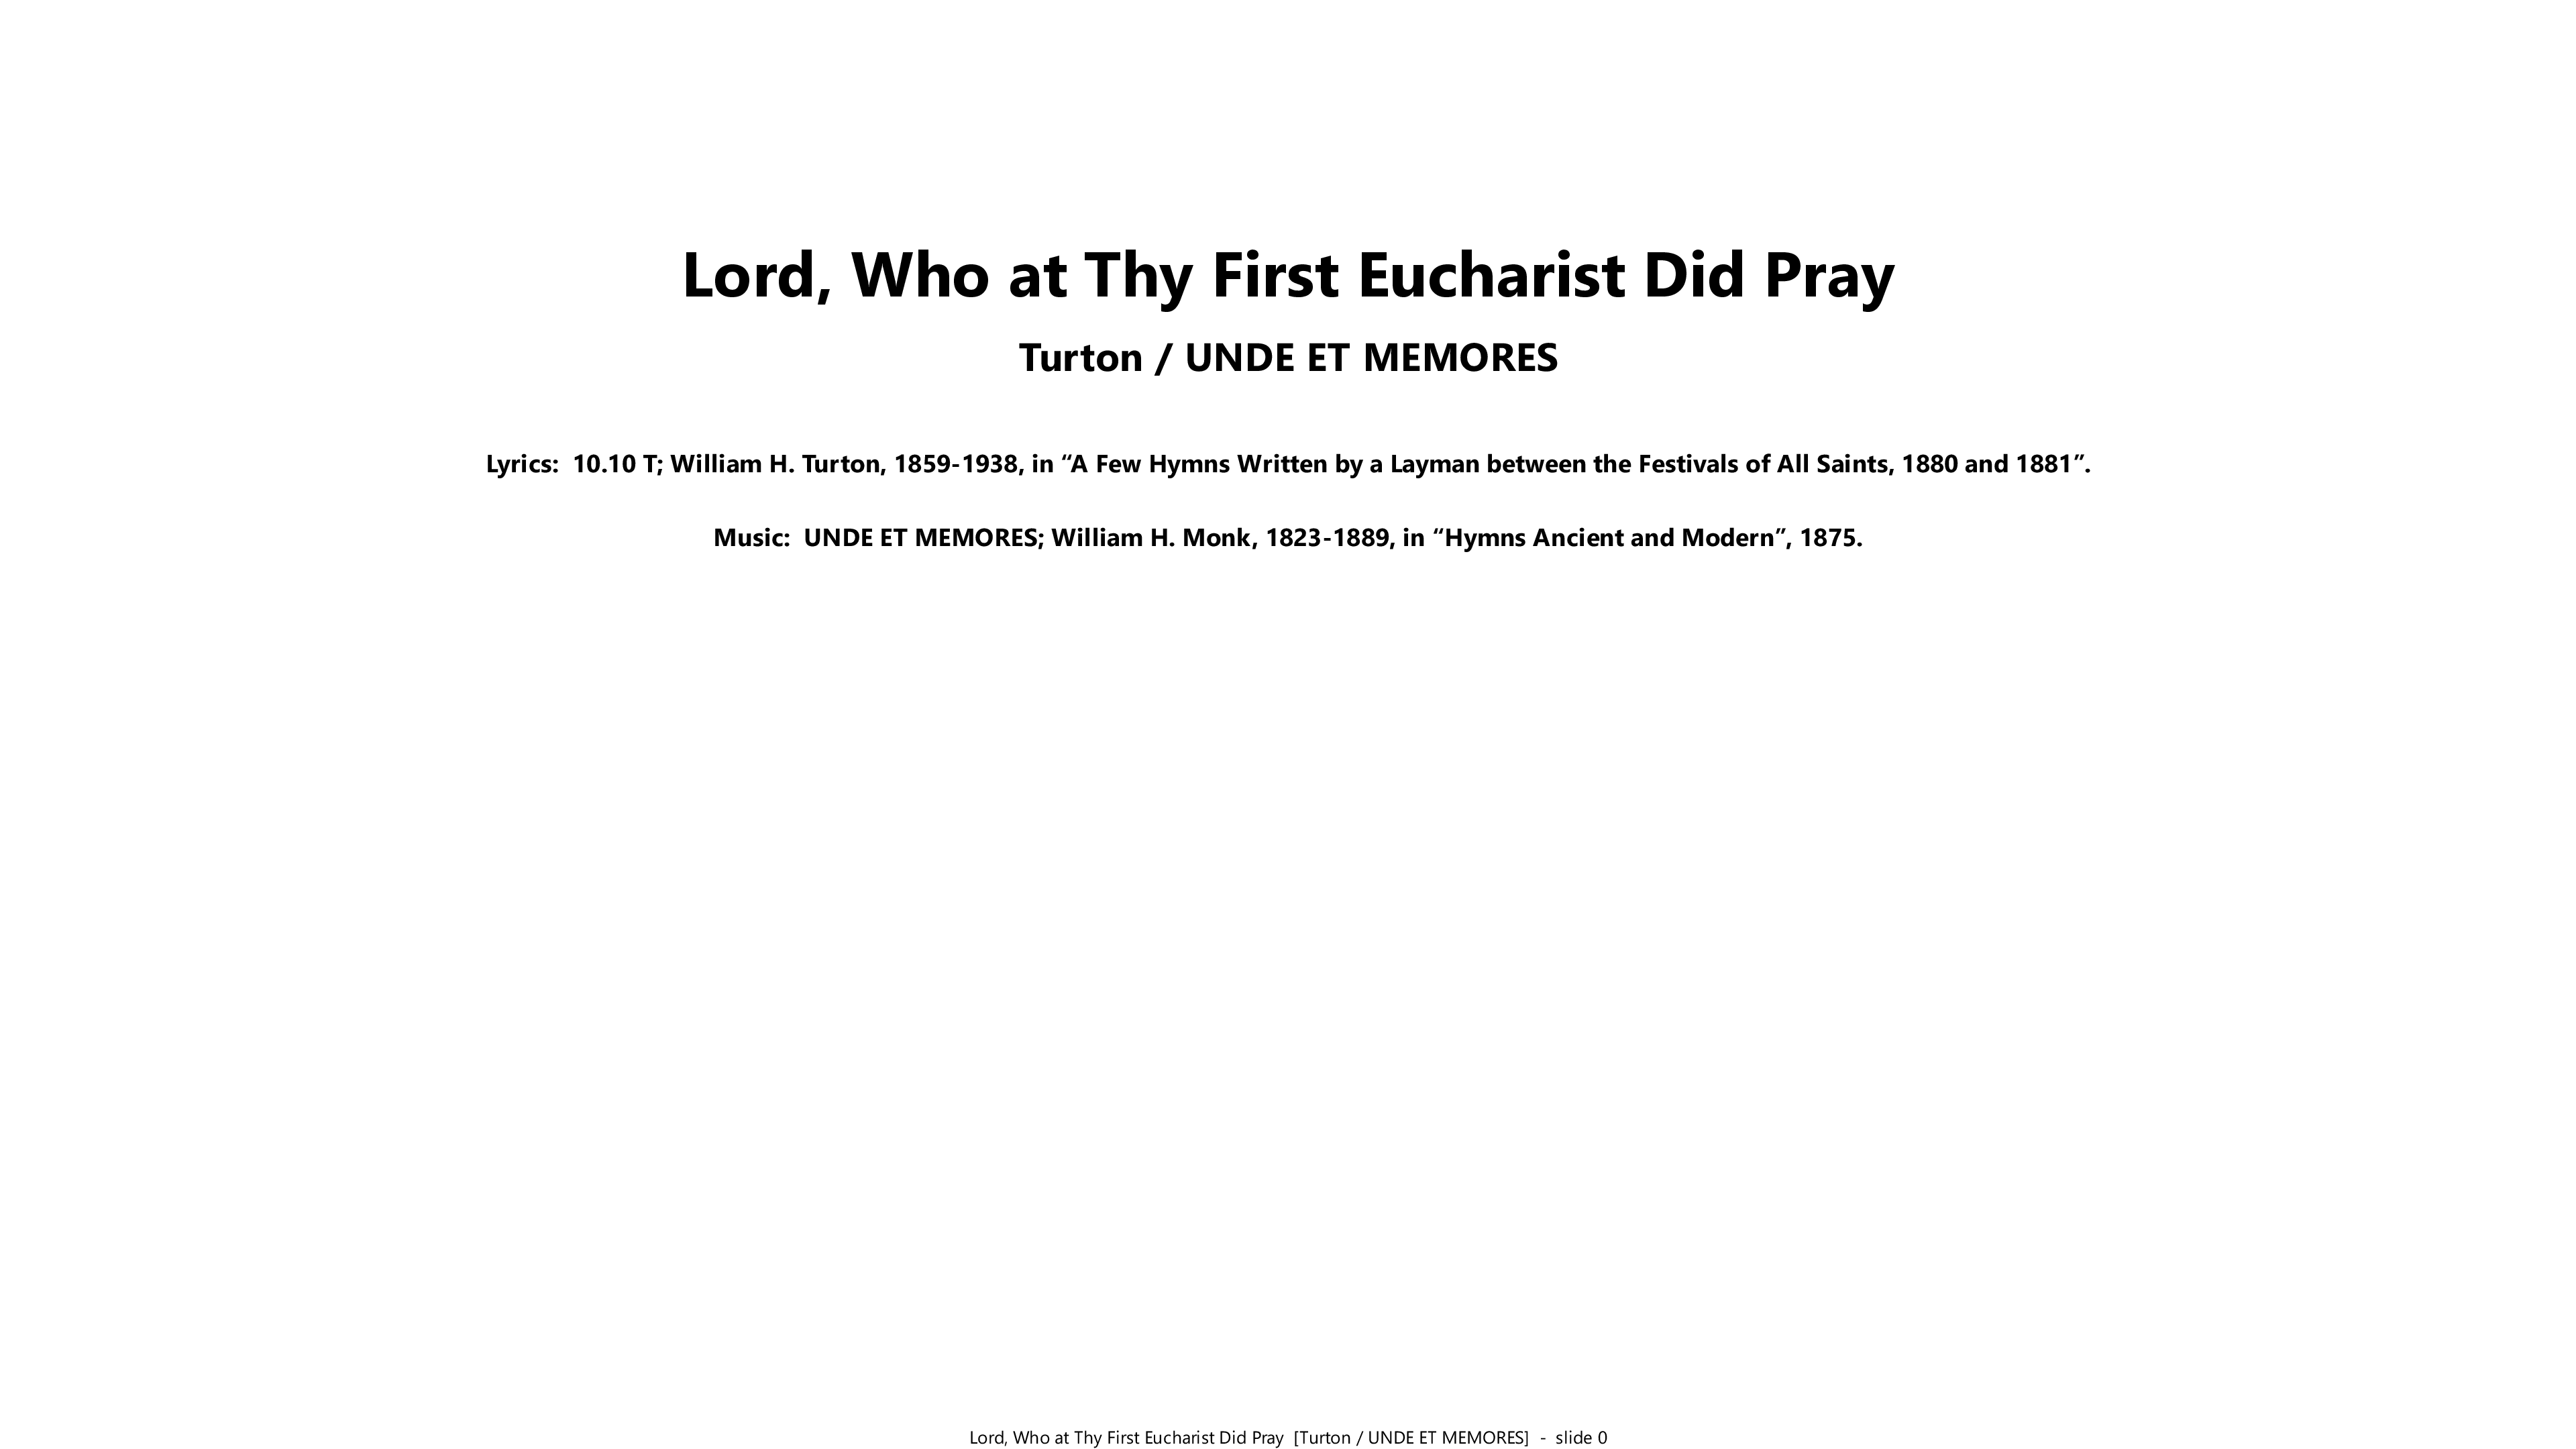 Lord, Who at Thy First Eucharist Did Pray
Turton / UNDE ET MEMORES
Lyrics:  10.10 T; William H. Turton, 1859-1938, in “A Few Hymns Written by a Layman between the Festivals of All Saints, 1880 and 1881”.
Music:  UNDE ET MEMORES; William H. Monk, 1823-1889, in “Hymns Ancient and Modern”, 1875.
Lord, Who at Thy First Eucharist Did Pray  [Turton / UNDE ET MEMORES]  -  slide 0